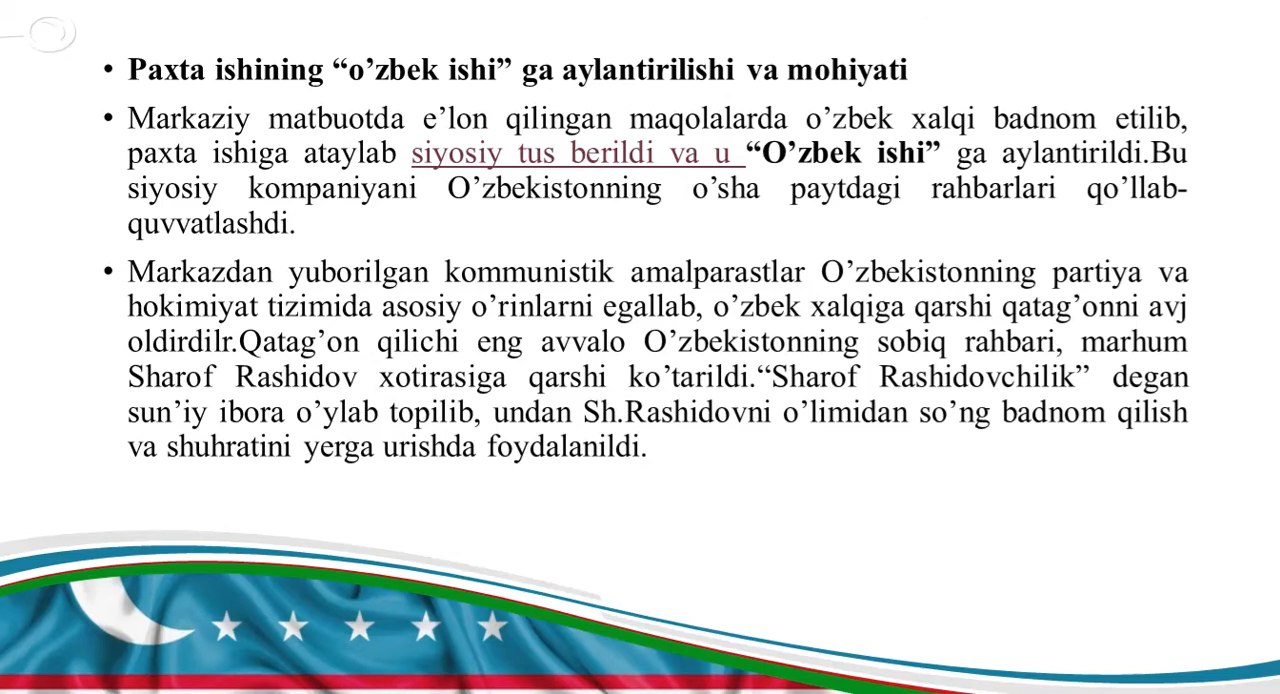 • Paxta ishining “o’zbek ishi” ga aylantirilishi va mohiyati
• Markaziy matbuotda e’lon qilingan maqolalarda o’zbek xalqi badnom etilib,
paxta ishiga ataylab siyosiy tus berildi va u “O’zbek ishi” ga aylantirildi.Bu
siyosiy kompaniyani O’zbekistonning o’sha paytdagi rahbarlari qo’llab-
quvvatlashdi.
• Markazdan yuborilgan kommunistik amalparastlar O’zbekistonning partiya va
hokimiyat tizimida asosiy o’rinlarni egallab, o’zbek xalqiga qarshi qatag’onni avj
oldirdilr.Qatag’on qilichi eng avvalo O’zbekistonning sobiq rahbari, marhum
Sharof Rashidov xotirasiga qarshi ko’tarildi.“Sharof Rashidovchilik” degan
sun’iy ibora o’ylab topilib, undan Sh.Rashidovni o’limidan so’ng badnom qilish
va shuhratini yerga urishda foydalanildi.